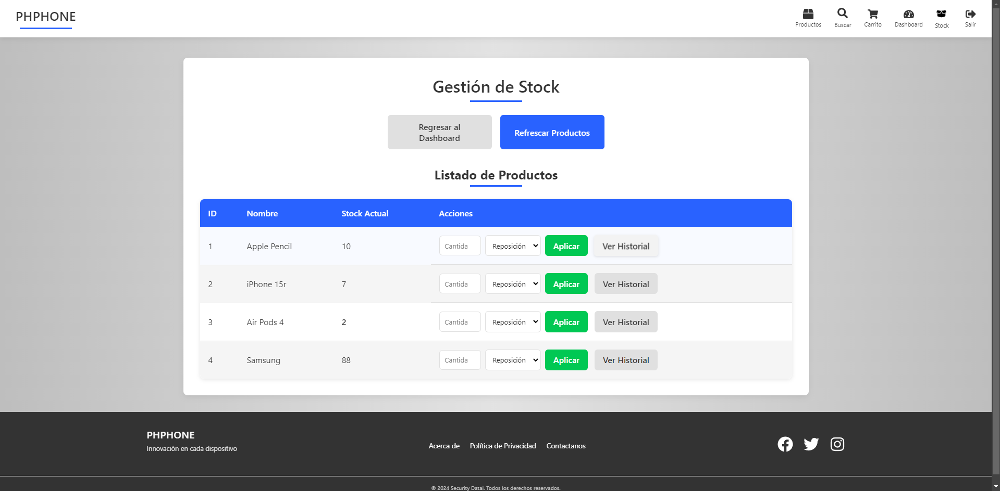 PHPHONE
Productos
Buscar
Carrito
Dashboard
Stock
Salir
Gestión de Stock
Regresar al
Dashboard
Refrescar Productos
Listado de Productos
ID Nombre Stock Actual Acciones
1 Apple Pencil 10 Cantida Reposición Aplicar Ver Historial
2 iPhone 15r 7 Cantida Reposición Aplicar Ver Historial
3 Air Pods 4 2 Cantida Reposición Aplicar Ver Historial
4 Samsung 88 Cantida Reposición Aplicar Ver Historial
PHPHONE
Innovación en cada dispositivo
Acerca de Política de Privacidad Contactanos
© 2024 Security Datal. Todos los derechos reservados.